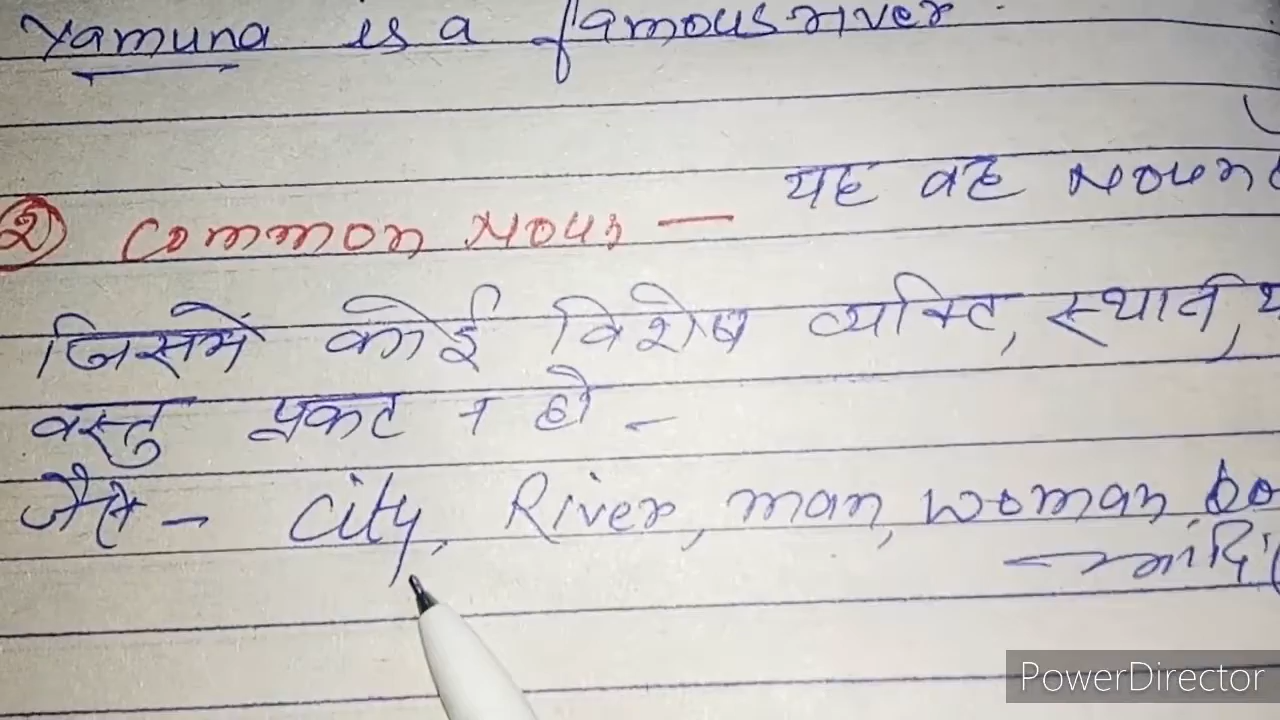 Yamuna is a famous river.
② Common Noun — यह वह Noun
जिसमें कोई विशेष व्यक्ति, स्थान,
वस्तु प्रकट न हो -
जैसे - City, River, man, woman,
आदि
PowerDirector